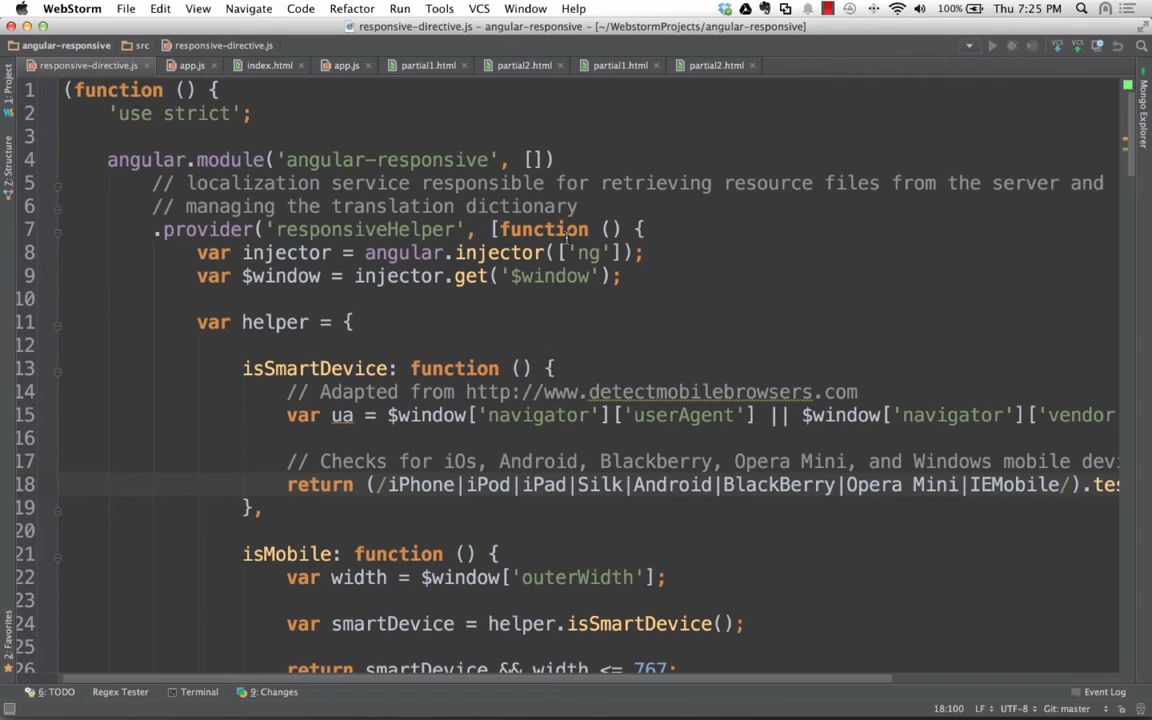 WebStorm File Edit View Navigate Code Refactor Run Tools VCS Window Help 100% Thu 7:25 PM
responsive-directive.js - angular-responsive - [~/WebstormProjects/angular-responsive]
angular-responsive src responsive-directive.js
responsive-directive.js app.js index.html app.js partial1.html partial2.html partial1.html partial2.html
1 (function () {
2 'use strict';
3
4 angular.module('angular-responsive', [])
5 // localization service responsible for retrieving resource files from the server and
6 // managing the translation dictionary
7 .provider('responsiveHelper', [function () {
8 var injector = angular.injector(['ng']);
9 var $window = injector.get('$window');
10
11 var helper = {
12
13 isSmartDevice: function () {
14 // Adapted from http://www.detectmobilebrowsers.com
15 var ua = $window['navigator']['userAgent'] || $window['navigator']['vendor
16
17 // Checks for iOs, Android, Blackberry, Opera Mini, and Windows mobile devi
18 return (/iPhone|iPod|iPad|Silk|Android|BlackBerry|Opera Mini|IEMobile/).tes
19 },
20
21 isMobile: function () {
22 var width = $window['outerWidth'];
23
24 var smartDevice = helper.isSmartDevice();
25
26 return smartDevice && width <= 767;
1: Project
Z: Structure
2: Favorites
Mongo Explorer
6: TODO Regex Tester Terminal 9: Changes Event Log
18:100 LF UTF-8 Git: master